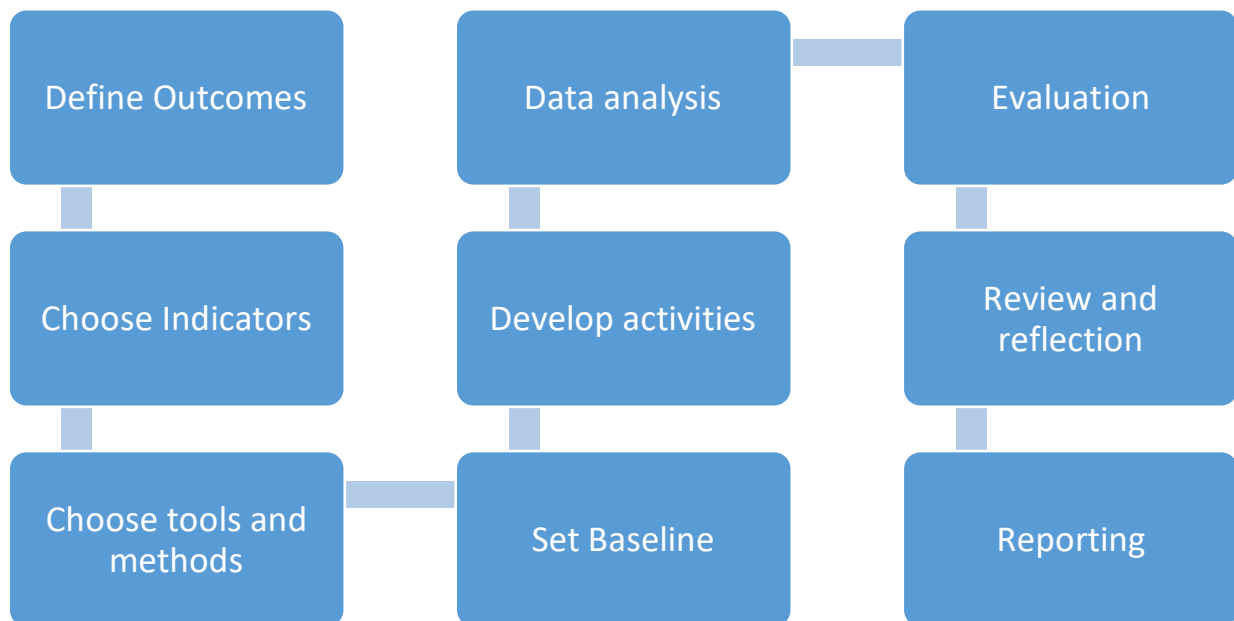 Define Outcomes
Choose Indicators
Choose tools and
methods
Set Baseline
Develop activities
Data analysis
Evaluation
Review and
reflection
Reporting